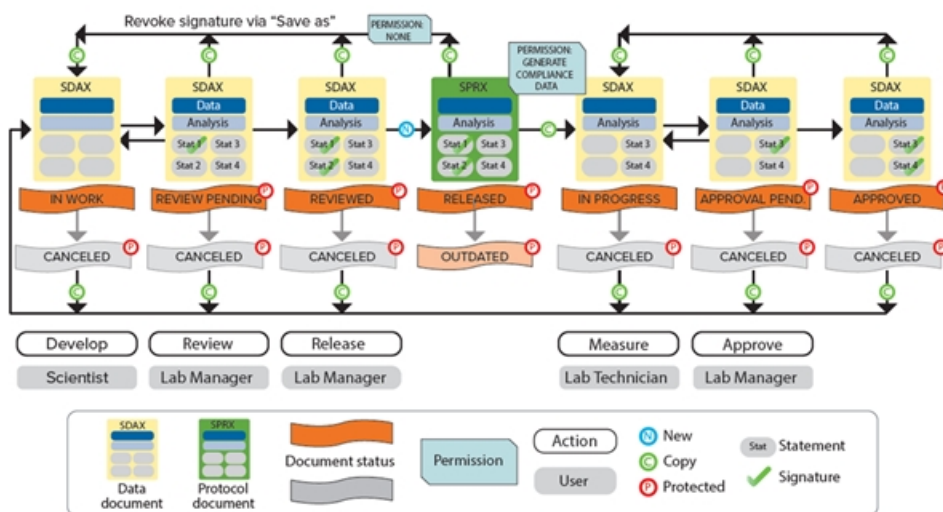 Revoke signature via "Save as"
PERMISSION:
NONE
PERMISSION:
GENERATE
COMPLIANCE
DATA
C C C C C C
SDAX SDAX SDAX SPRX SDAX SDAX SDAX
Data Data Data Data
Analysis Analysis Analysis Analysis Analysis
N C
Stat 1 Stat 3 Stat 1 Stat 3 Stat 1 Stat 3 Stat 3 Stat 3 Stat 3
Stat 2 Stat 4 Stat 2 Stat 4 Stat 2 Stat 4 Stat 4 Stat 4 Stat 4
P P P P P P
IN WORK REVIEW PENDING REVIEWED RELEASED IN PROGRESS APPROVAL PEND. APPROVED
P P P P P P P
CANCELED CANCELED CANCELED OUTDATED CANCELED CANCELED CANCELED
C C C C C C
Develop Review Release Measure Approve
Scientist Lab Manager Lab Manager Lab Technician Lab Manager
SDAX SPRX
Data
document
Protocol
document
Document status
Permission
Action
User
N New
C Copy
P Protected
Stat Statement
Signature